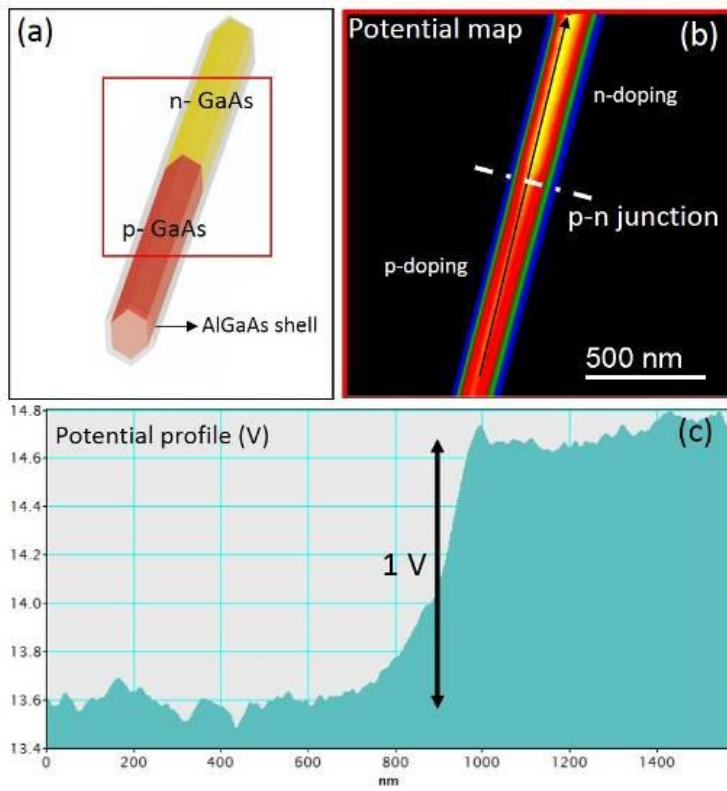 (a)
n- GaAs
p- GaAs
AlGaAs shell
Potential map
(b)
n-doping
p-n junction
p-doping
500 nm
Potential profile (V)
(c)
1 V
14.8
14.6
14.4
14.2
14.0
13.8
13.6
13.4
0
200
400
600
800
1000
1200
1400
nm